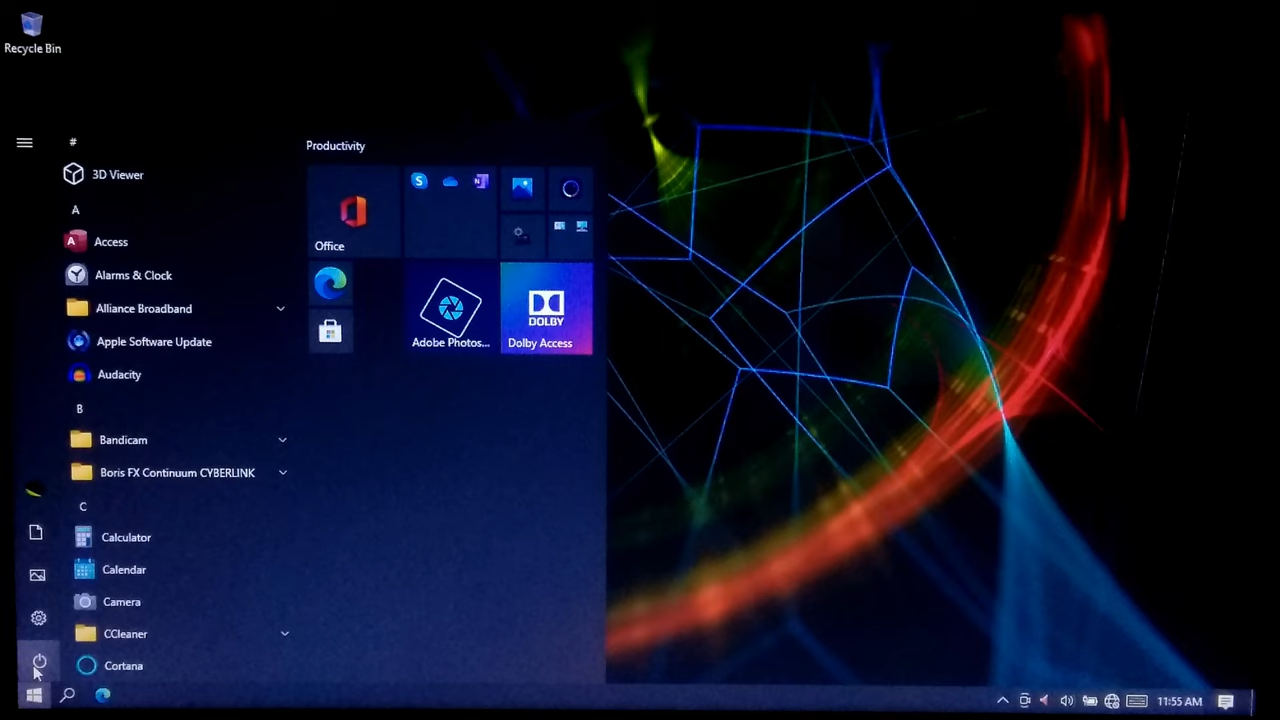 Recycle Bin
#
3D Viewer
A
Access
Alarms & Clock
Alliance Broadband
Apple Software Update
Audacity
B
Bandicam
Boris FX Continuum CYBERLINK
C
Calculator
Calendar
Camera
CCleaner
Cortana
Productivity
Office
Adobe Photos...
DOLBY
Dolby Access
11:55 AM